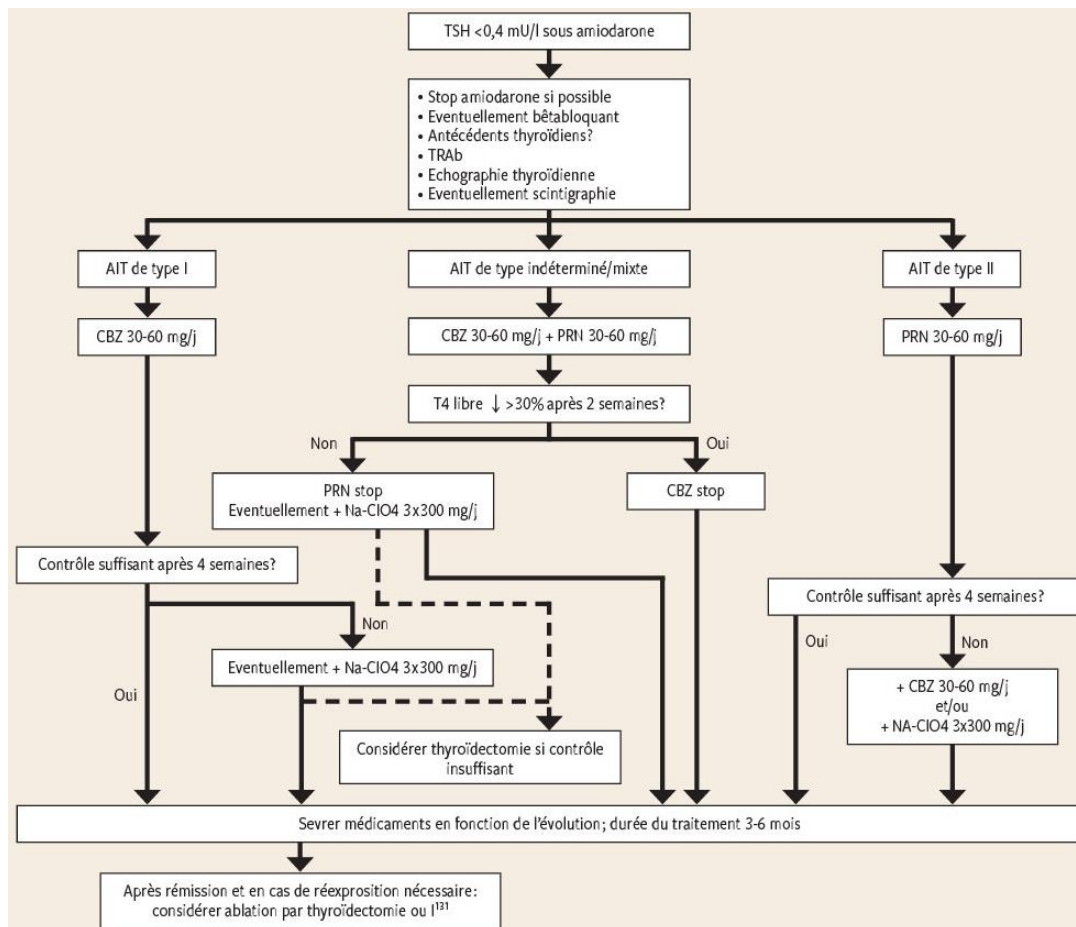 TSH <0,4 mU/l sous amiodarone
• Stop amiodarone si possible
• Eventuellement bêtabloquant
• Antécédents thyroïdiens?
• TRAb
• Echographie thyroïdienne
• Eventuellement scintigraphie
AIT de type I
AIT de type indéterminé/mixte
AIT de type II
CBZ 30-60 mg/j
CBZ 30-60 mg/j + PRN 30-60 mg/j
PRN 30-60 mg/j
T4 libre ↓ >30% après 2 semaines?
Non
Oui
PRN stop
Eventuellement + Na-ClO4 3x300 mg/j
CBZ stop
Contrôle suffisant après 4 semaines?
Contrôle suffisant après 4 semaines?
Non
Oui
Non
Eventuellement + Na-ClO4 3x300 mg/j
Oui
+ CBZ 30-60 mg/j
et/ou
+ NA-ClO4 3x300 mg/j
Considérer thyroïdectomie si contrôle
insuffisant
Sevrer médicaments en fonction de l'évolution; durée du traitement 3-6 mois
Après rémission et en cas de réexprosition nécessaire:
considérer ablation par thyroïdectomie ou I¹³¹